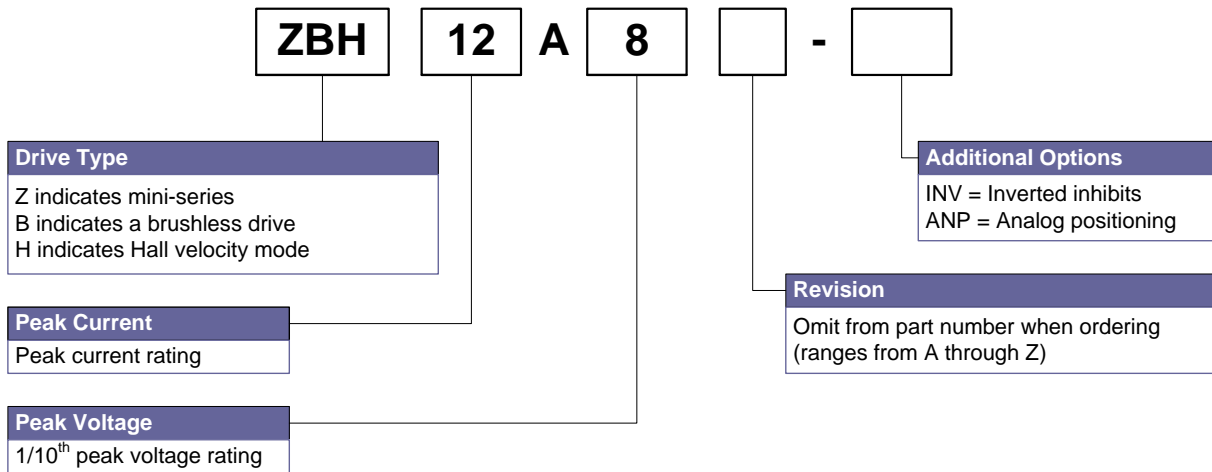 ZBH 12 A 8 -
Drive Type
Z indicates mini-series
B indicates a brushless drive
H indicates Hall velocity mode
Additional Options
INV = Inverted inhibits
ANP = Analog positioning
Peak Current
Peak current rating
Revision
Omit from part number when ordering
(ranges from A through Z)
Peak Voltage
1/10th peak voltage rating